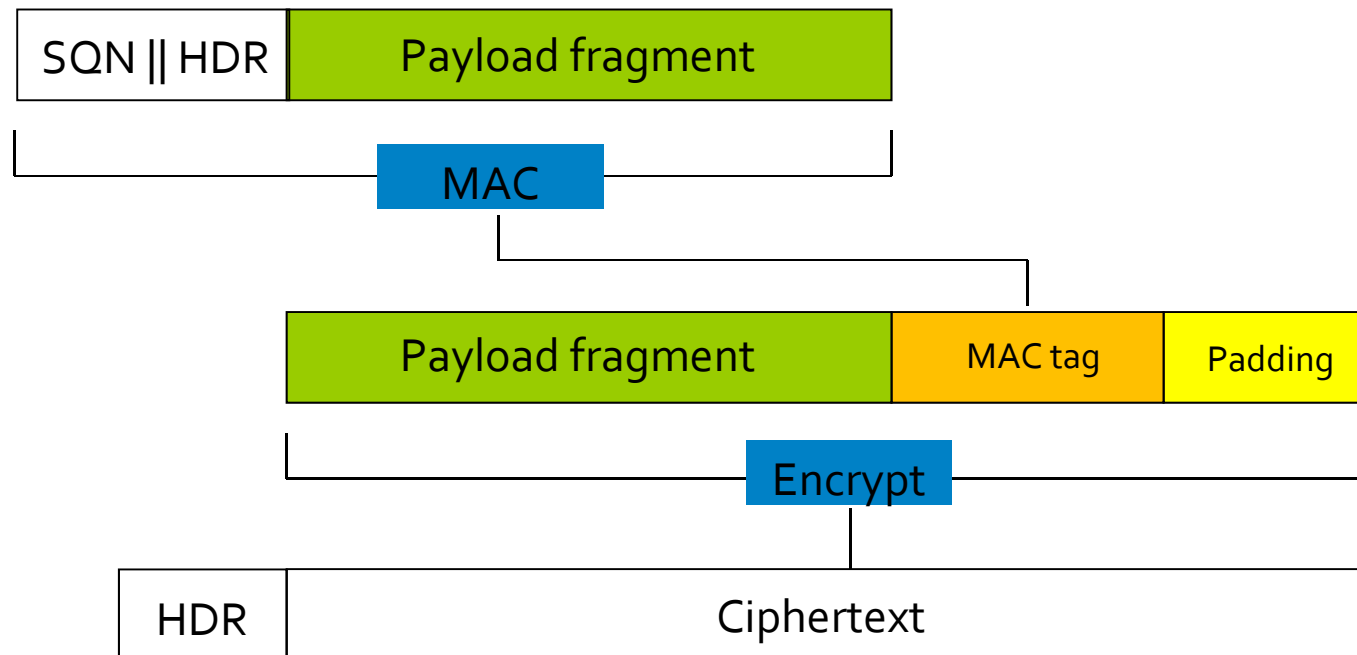 SQN || HDR Payload fragment
MAC
Payload fragment MAC tag Padding
Encrypt
HDR Ciphertext